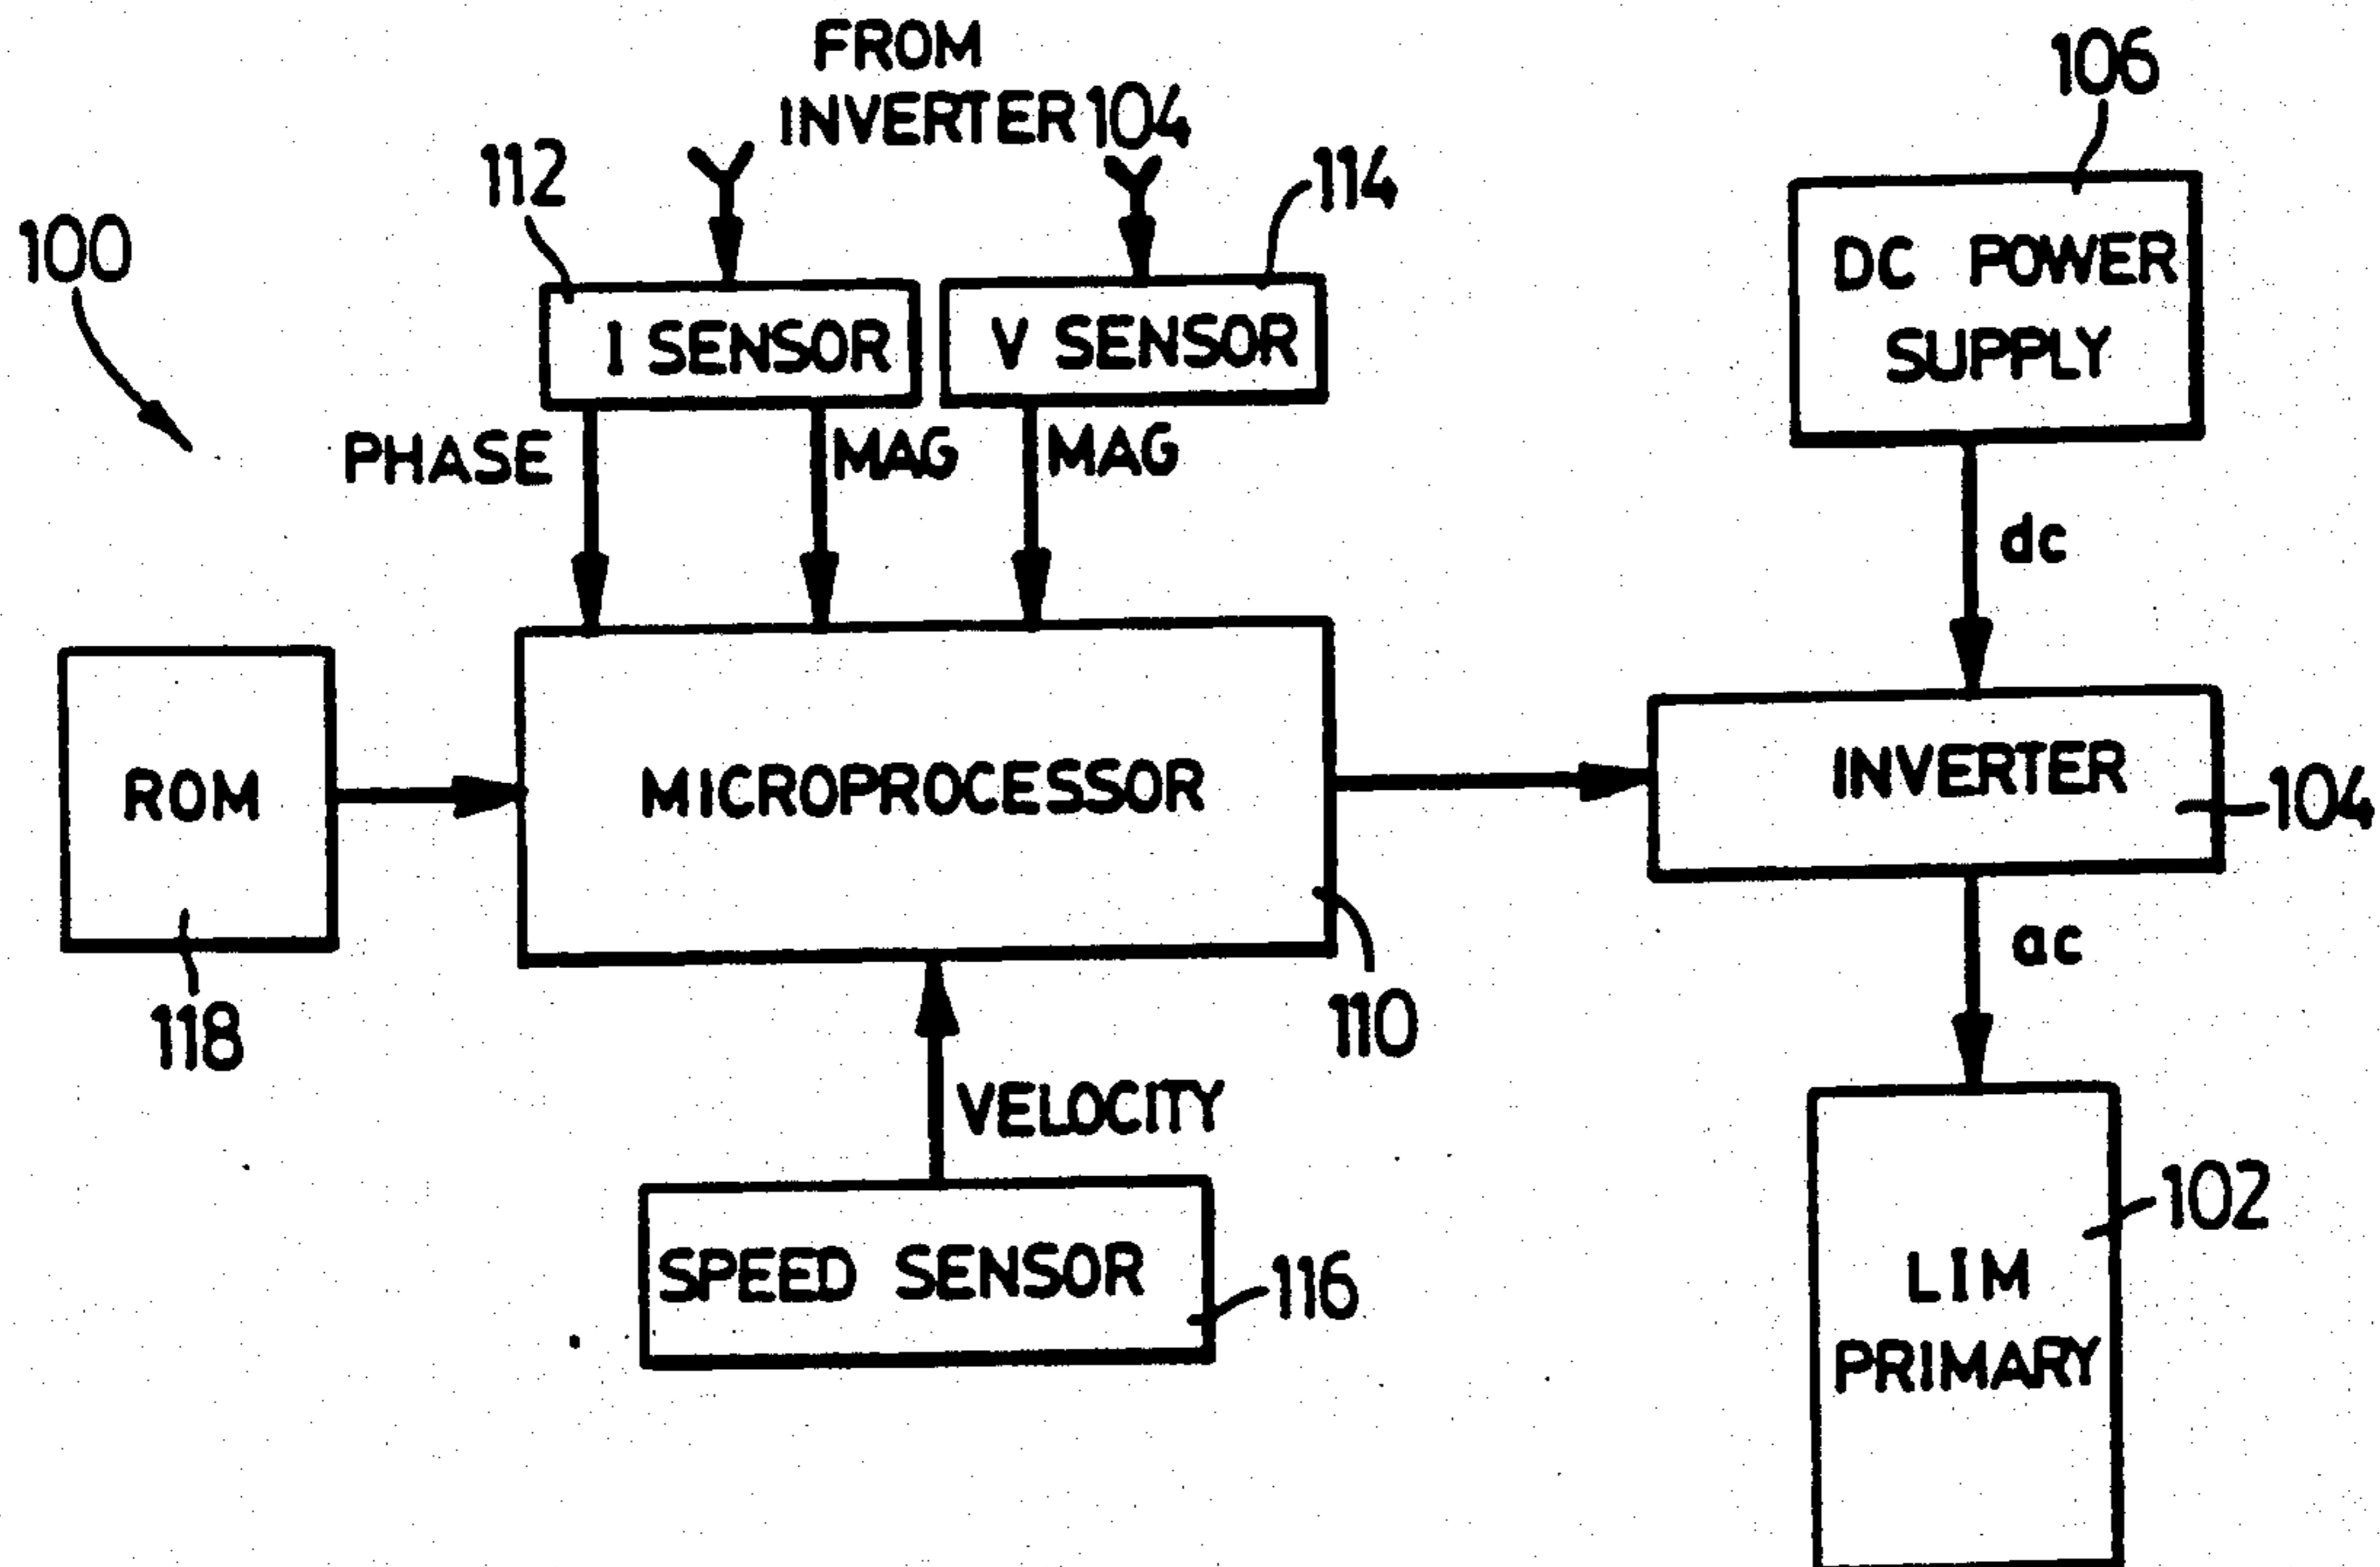 FROM
INVERTER 104
106
112
114
100
DC POWER
SUPPLY
I SENSOR
V SENSOR
PHASE
MAG
MAG
dc
ROM
MICROPROCESSOR
INVERTER
104
ac
118
110
VELOCITY
102
SPEED SENSOR
116
LIM
PRIMARY